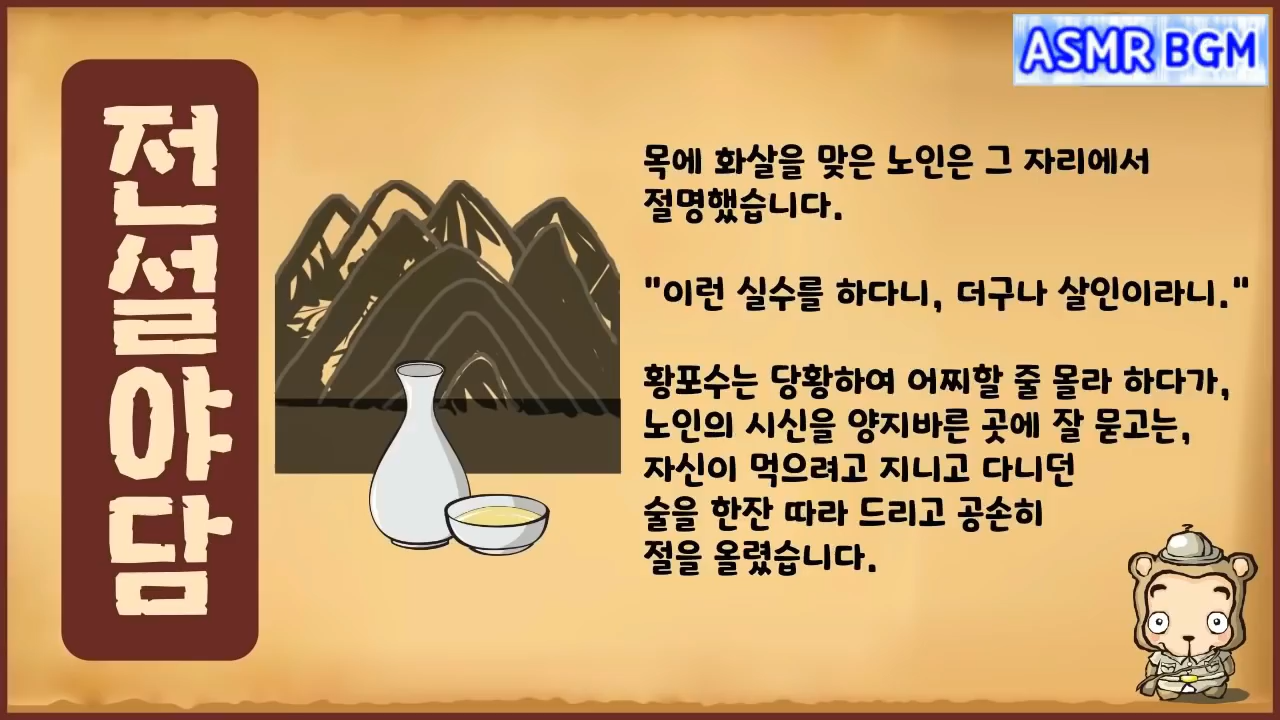 ASMR BGM
전설야담
목에 화살을 맞은 노인은 그 자리에서
절명했습니다.
"이런 실수를 하다니, 더구나 살인이라니."
황포수는 당황하여 어찌할 줄 몰라 하다가,
노인의 시신을 양지바른 곳에 잘 묻고는,
자신이 먹으려고 지니고 다니던
술을 한잔 따라 드리고 공손히
절을 올렸습니다.